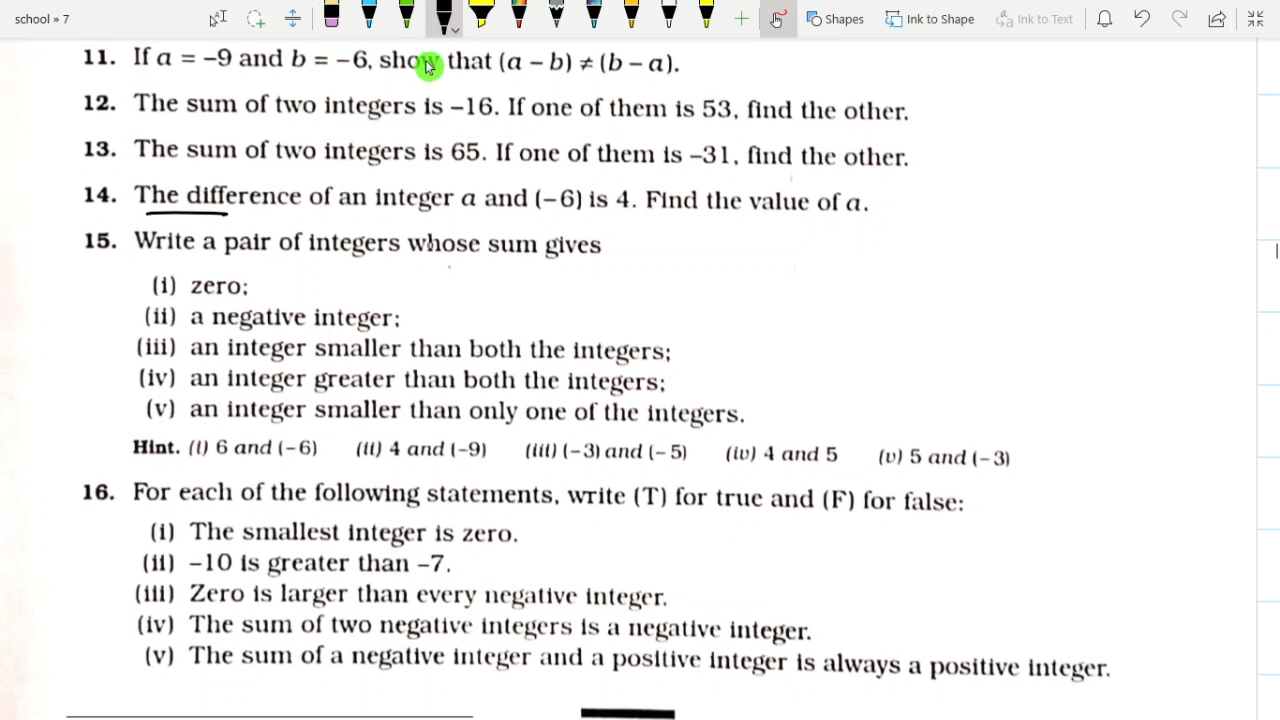 school » 7
Shapes
Ink to Shape
Ink to Text
11. If a = −9 and b = −6, show that (a − b) ≠ (b − a).
12. The sum of two integers is −16. If one of them is 53, find the other.
13. The sum of two integers is 65. If one of them is −31, find the other.
14. The difference of an integer a and (−6) is 4. Find the value of a.
15. Write a pair of integers whose sum gives
(i) zero;
(ii) a negative integer;
(iii) an integer smaller than both the integers;
(iv) an integer greater than both the integers;
(v) an integer smaller than only one of the integers.
Hint. (i) 6 and (−6) (ii) 4 and (−9) (iii) (−3) and (−5) (iv) 4 and 5 (v) 5 and (−3)
16. For each of the following statements, write (T) for true and (F) for false:
(i) The smallest integer is zero.
(ii) −10 is greater than −7.
(iii) Zero is larger than every negative integer.
(iv) The sum of two negative integers is a negative integer.
(v) The sum of a negative integer and a positive integer is always a positive integer.